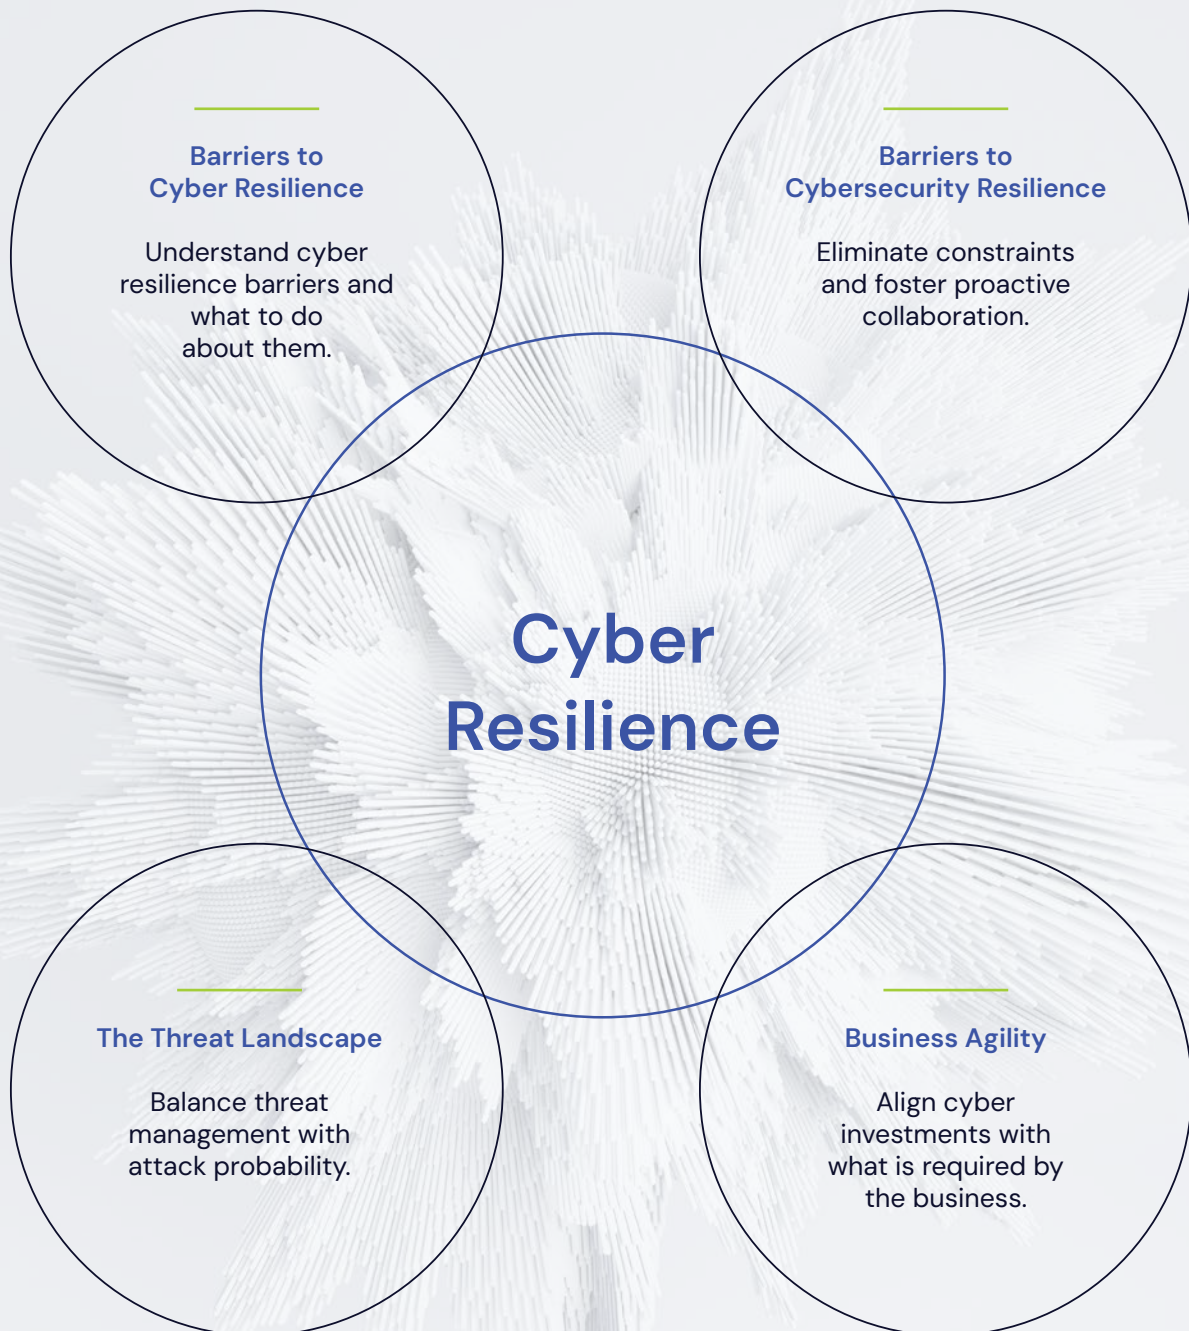 Barriers to
Cyber Resilience
Understand cyber
resilience barriers and
what to do
about them.
Barriers to
Cybersecurity Resilience
Eliminate constraints
and foster proactive
collaboration.
Cyber
Resilience
The Threat Landscape
Balance threat
management with
attack probability.
Business Agility
Align cyber
investments with
what is required by
the business.